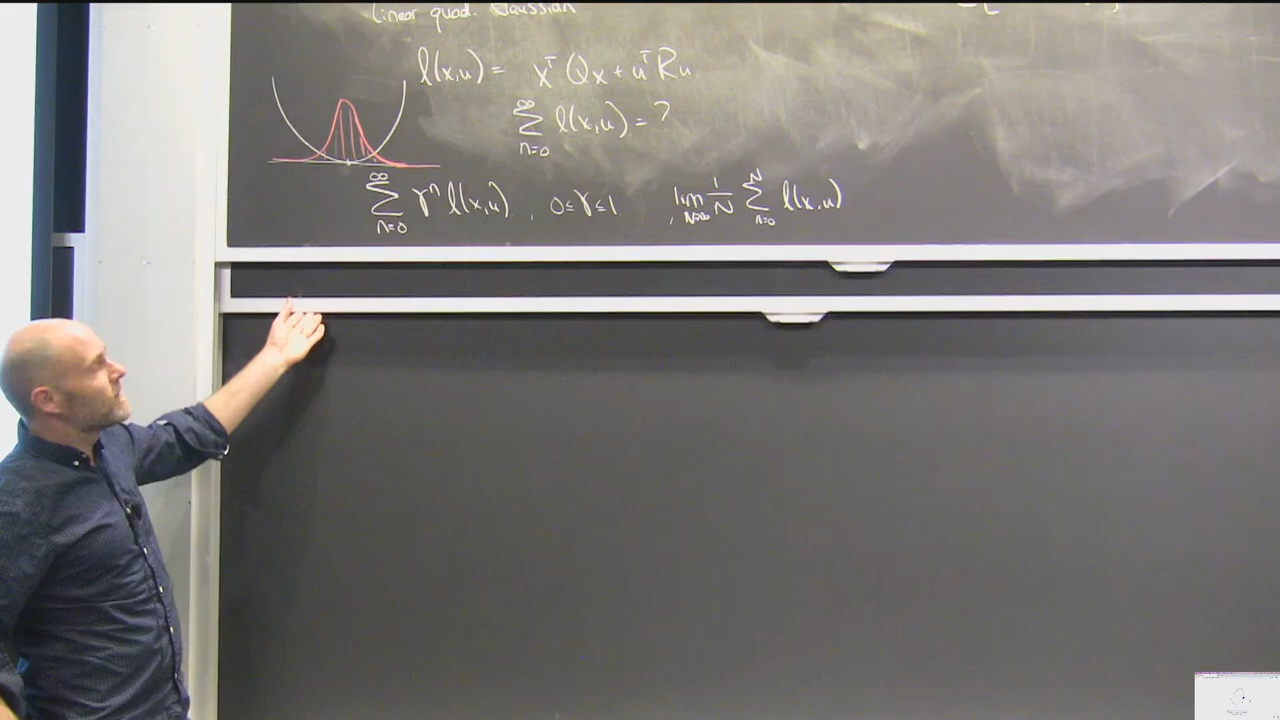 linear quad. Gaussian
l(x,u) = xᵀQx + uᵀRu
∞ Σ n=0 l(x,u) = ?
∞ Σ n=0 γⁿ l(x,u) , 0≤γ≤1 , lim N→∞ 1/N N Σ n=0 l(x,u)